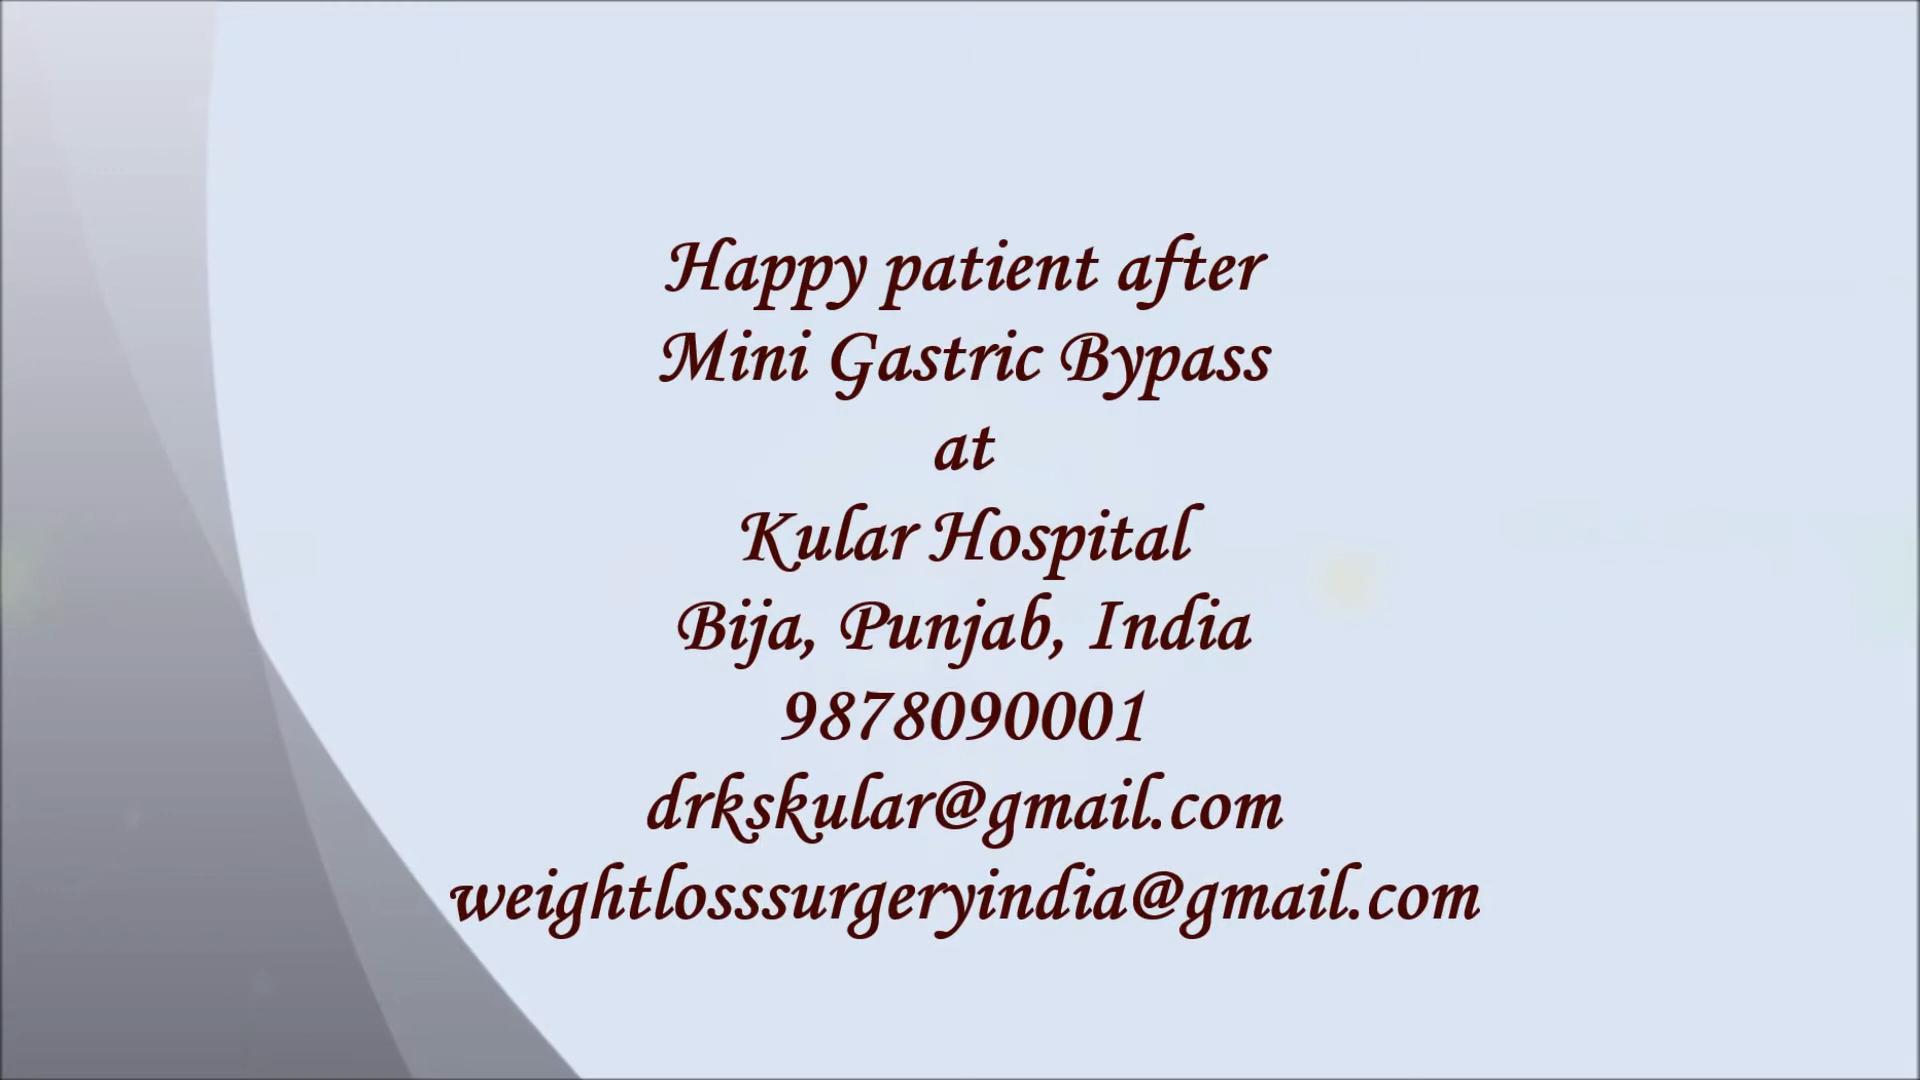 Happy patient after
Mini Gastric Bypass
at
Kular Hospital
Bija, Punjab, India
9878090001
drkskular@gmail.com
weightlosssurgeryindia@gmail.com